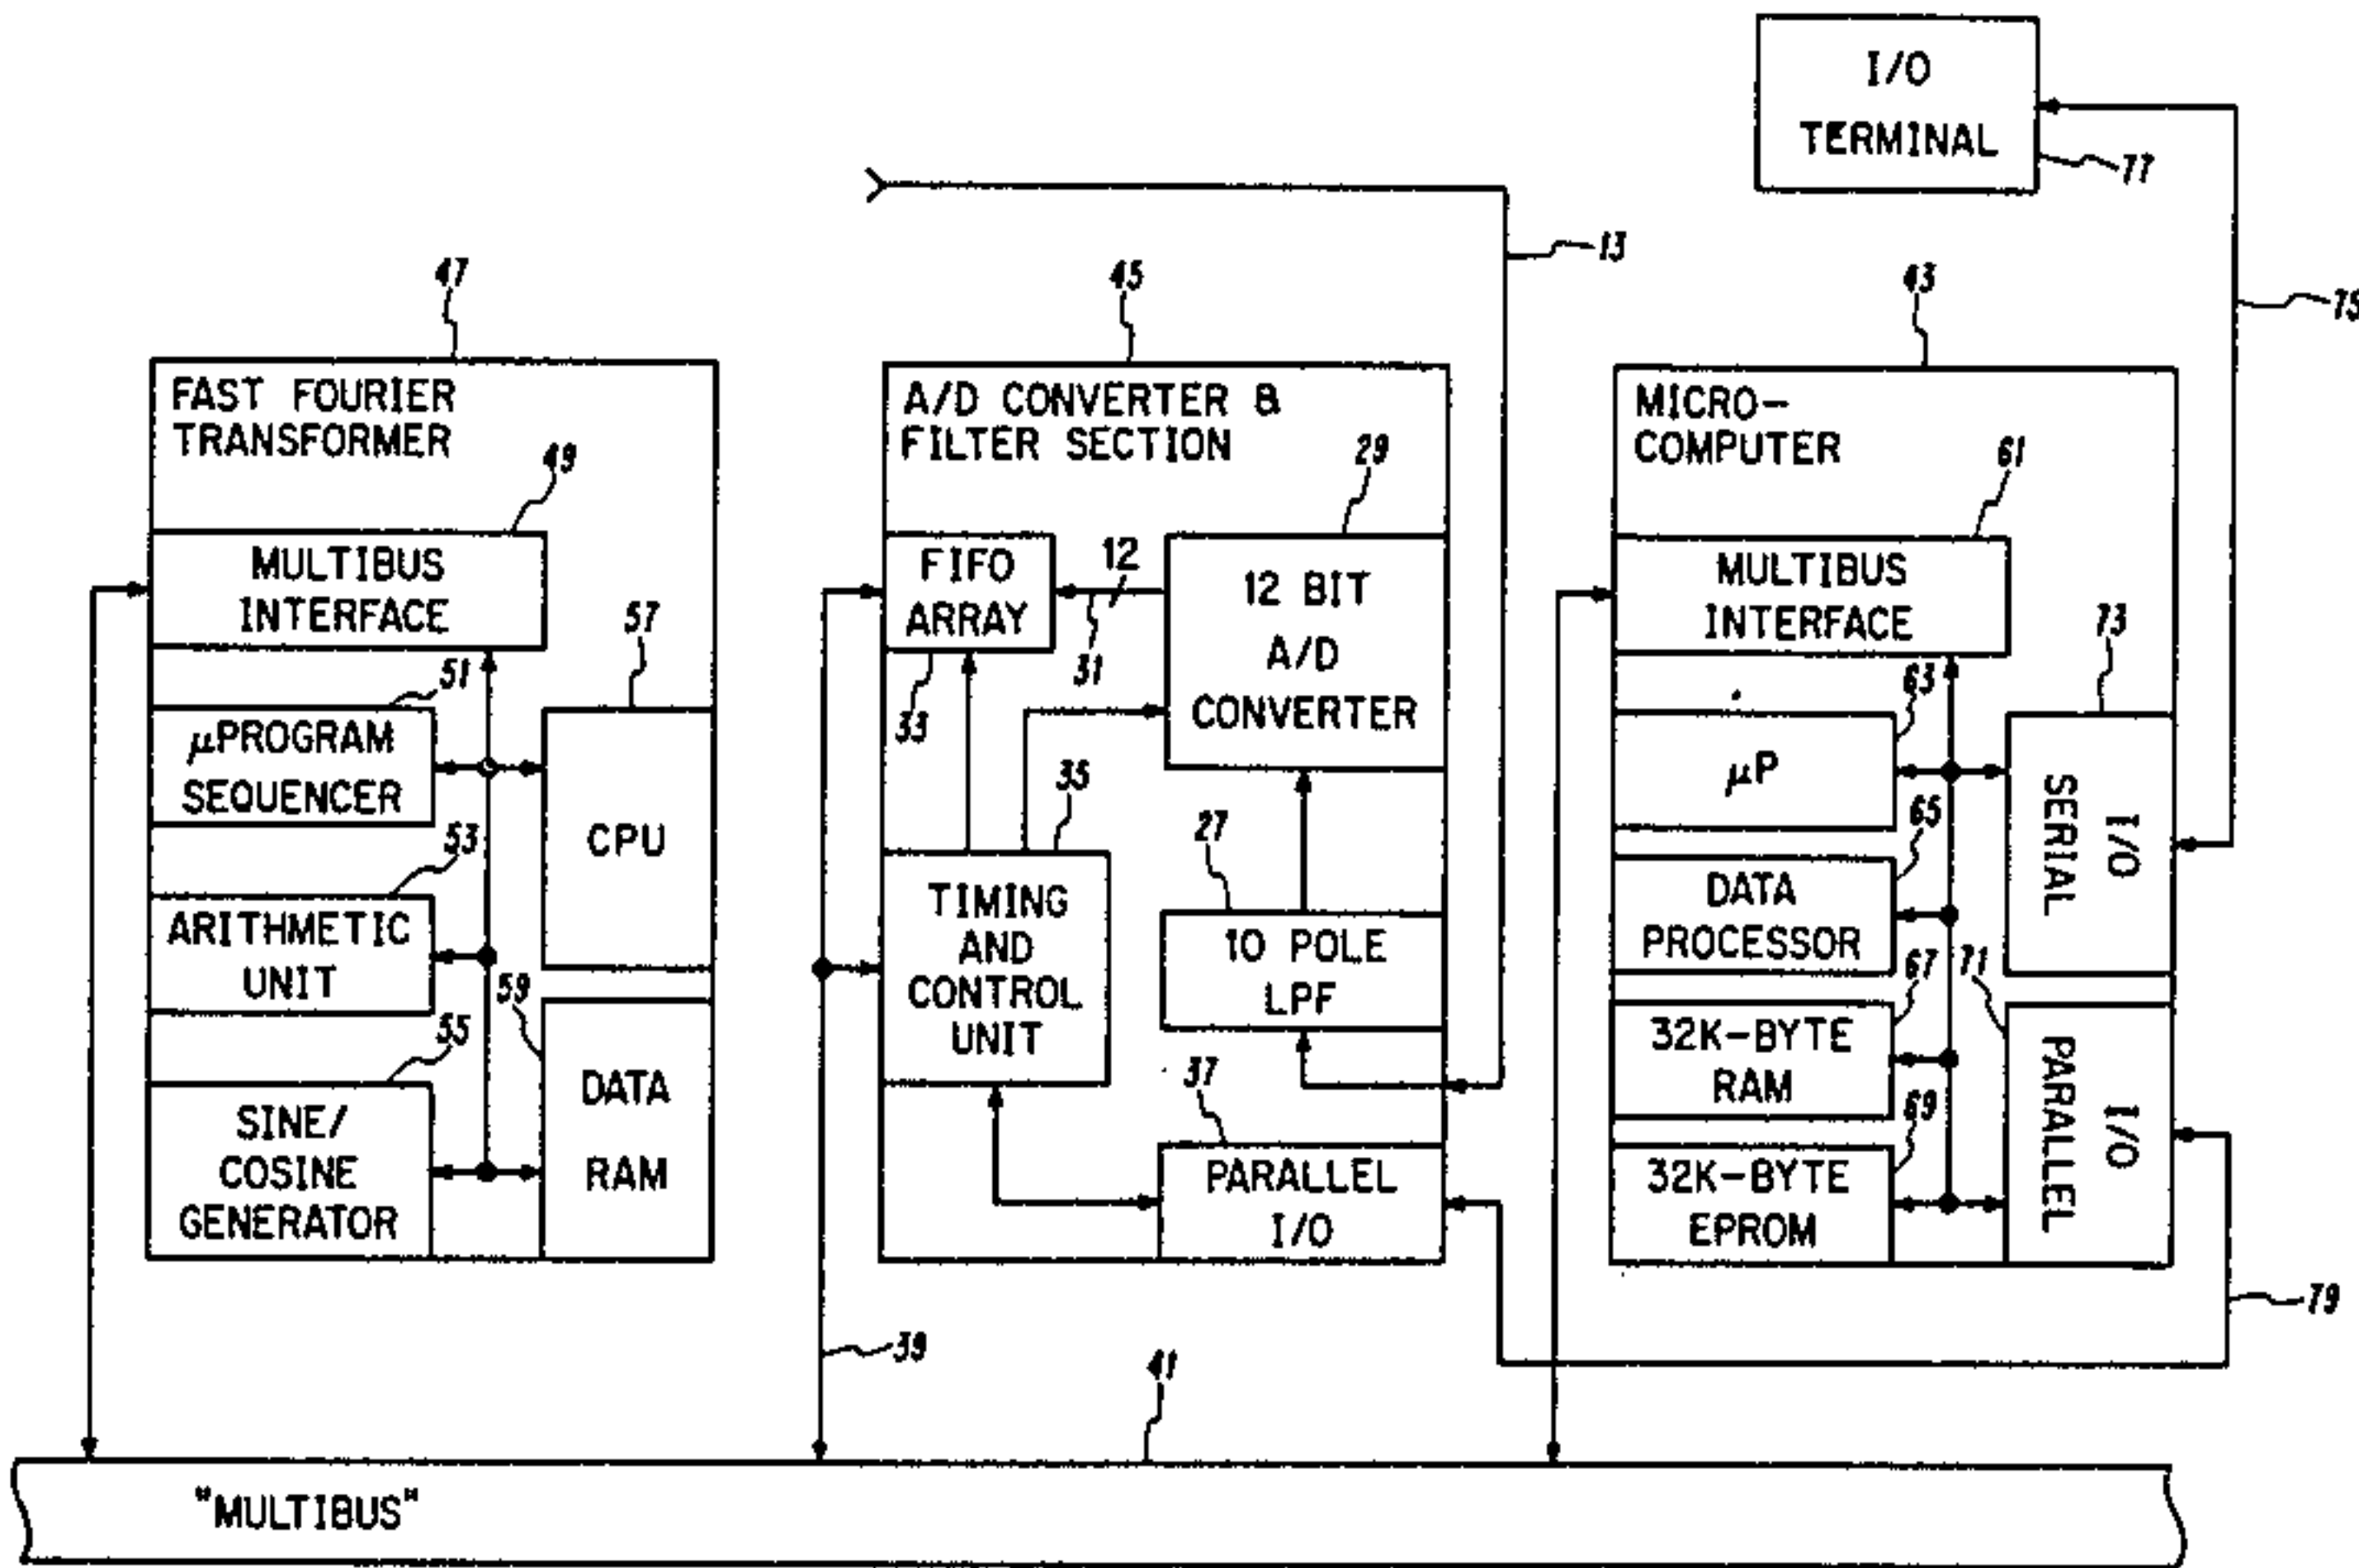 I/O
TERMINAL
77
13
47
45
43
75
FAST FOURIER
TRANSFORMER
49
MULTIBUS
INTERFACE
51
57
μPROGRAM
SEQUENCER
CPU
53
ARITHMETIC
UNIT
59
55
DATA
RAM
SINE/
COSINE
GENERATOR
A/D CONVERTER &
FILTER SECTION
29
FIFO
ARRAY
12
31
33
12 BIT
A/D
CONVERTER
35
27
TIMING
AND
CONTROL
UNIT
10 POLE
LPF
37
PARALLEL
I/O
MICRO-
COMPUTER
61
MULTIBUS
INTERFACE
73
63
μP
SERIAL
I/O
65
DATA
PROCESSOR
67
71
32K-BYTE
RAM
PARALLEL
I/O
69
32K-BYTE
EPROM
79
39
41
"MULTIBUS"